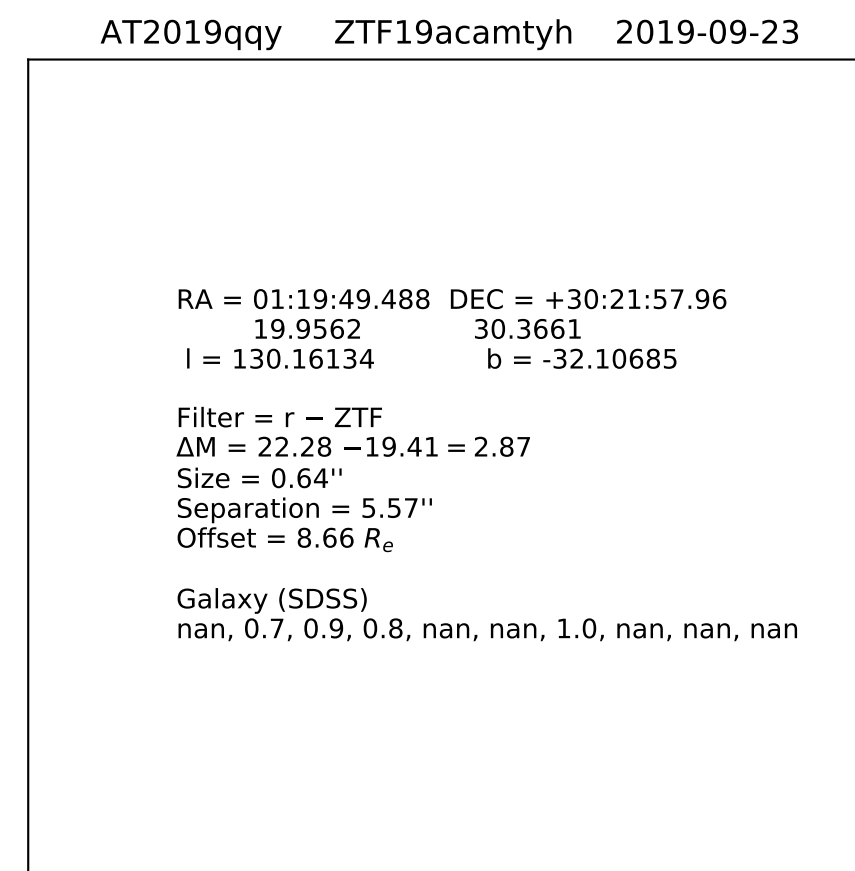 AT2019qqy ZTF19acamtyh 2019-09-23
RA = 01:19:49.488 DEC = +30:21:57.96
19.9562 30.3661
l = 130.16134 b = -32.10685
Filter = r − ZTF
ΔM = 22.28 −19.41 = 2.87
Size = 0.64''
Separation = 5.57''
Offset = 8.66 Re
Galaxy (SDSS)
nan, 0.7, 0.9, 0.8, nan, nan, 1.0, nan, nan, nan